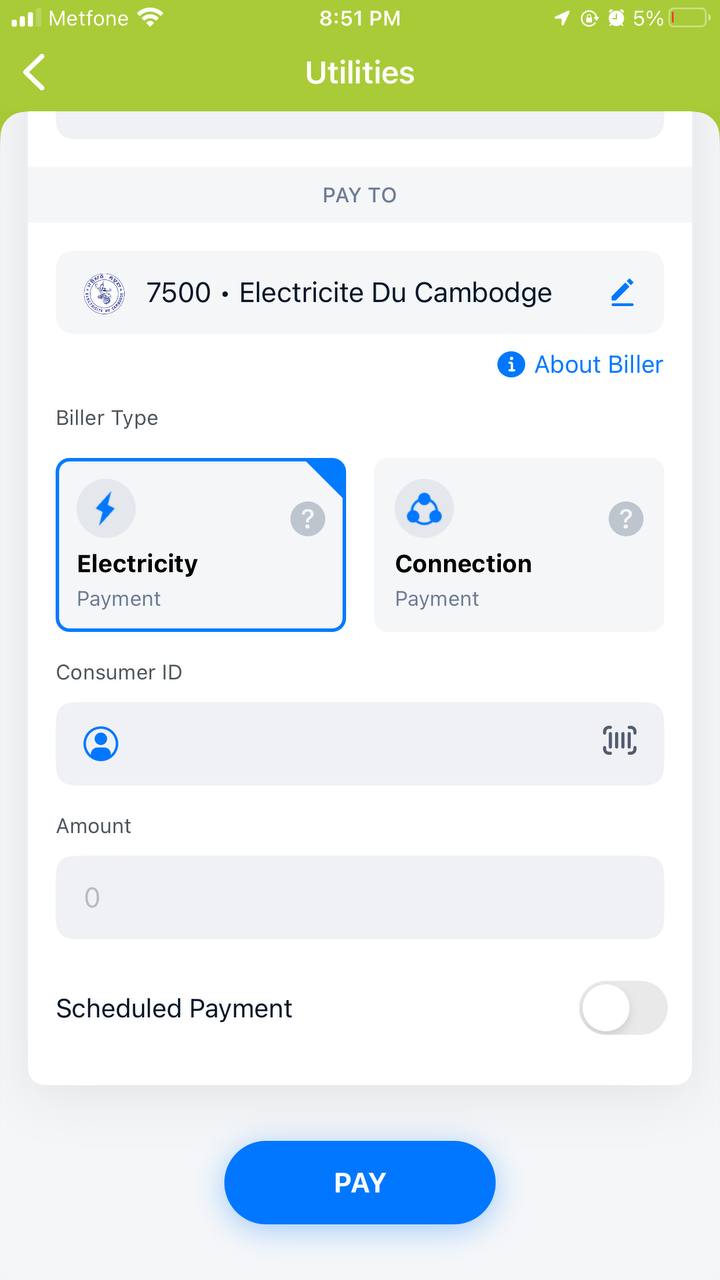 Metfone 8:51 PM 5%
Utilities
PAY TO
7500 • Electricite Du Cambodge
About Biller
Biller Type
Electricity
Payment
Connection
Payment
Consumer ID
Amount
0
Scheduled Payment
PAY